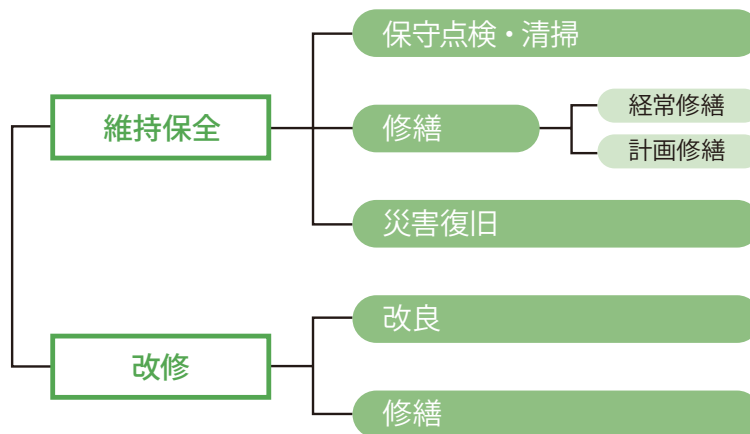 維持保全
保守点検・清掃
修繕
経常修繕
計画修繕
災害復旧
改修
改良
修繕